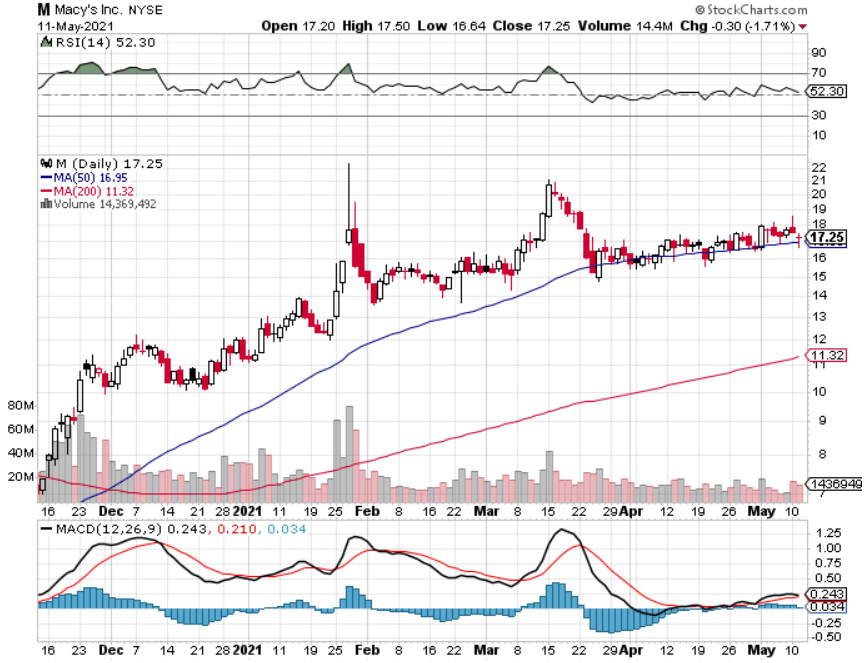 M Macy's Inc. NYSE
© StockCharts.com
11-May-2021
Open 17.20 High 17.50 Low 16.64 Close 17.25 Volume 14.4M Chg -0.30 (-1.71%)
RSI(14) 52.30
90
70
52.30
30
10
M (Daily) 17.25
MA(50) 16.95
MA(200) 11.32
Volume 14,369,492
22
21
20
19
18
17.25
16
15
14
13
12
11.32
10
9
8
1436949
7
80M
60M
40M
20M
16 23 Dec 7 14 21 28 2021 11 19 25 Feb 8 16 22 Mar 8 15 22 29 Apr 12 19 26 May 10
MACD(12,26,9) 0.243, 0.210, 0.034
1.25
1.00
0.75
0.50
0.243
0.034
-0.25
-0.50
16 23 Dec 7 14 21 28 2021 11 19 25 Feb 8 16 22 Mar 8 15 22 29 Apr 12 19 26 May 10